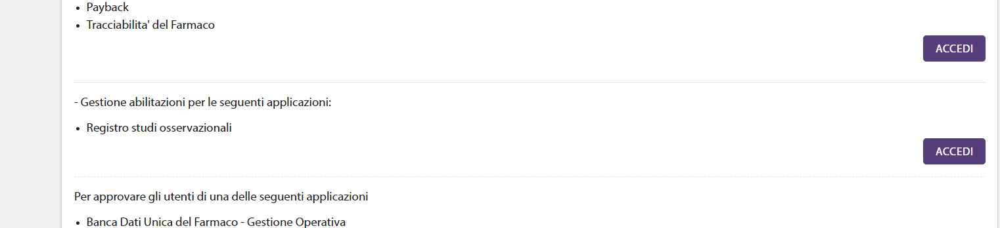 • Payback
• Tracciabilita' del Farmaco
ACCEDI
- Gestione abilitazioni per le seguenti applicazioni:
• Registro studi osservazionali
ACCEDI
Per approvare gli utenti di una delle seguenti applicazioni
• Banca Dati Unica del Farmaco - Gestione Operativa